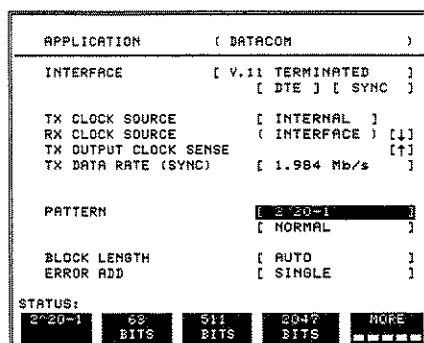 APPLICATION ( DATACOM )
INTERFACE [ V.11 TERMINATED ]
[ DTE ] [ SYNC ]
TX CLOCK SOURCE [ INTERNAL ]
RX CLOCK SOURCE ( INTERFACE ) [↓]
TX OUTPUT CLOCK SENSE [↑]
TX DATA RATE (SYNC) [ 1.984 Mb/s ]
PATTERN [ 2^20-1 ]
[ NORMAL ]
BLOCK LENGTH [ AUTO ]
ERROR ADD [ SINGLE ]
STATUS:
2^20-1 63 BITS 511 BITS 2047 BITS MORE